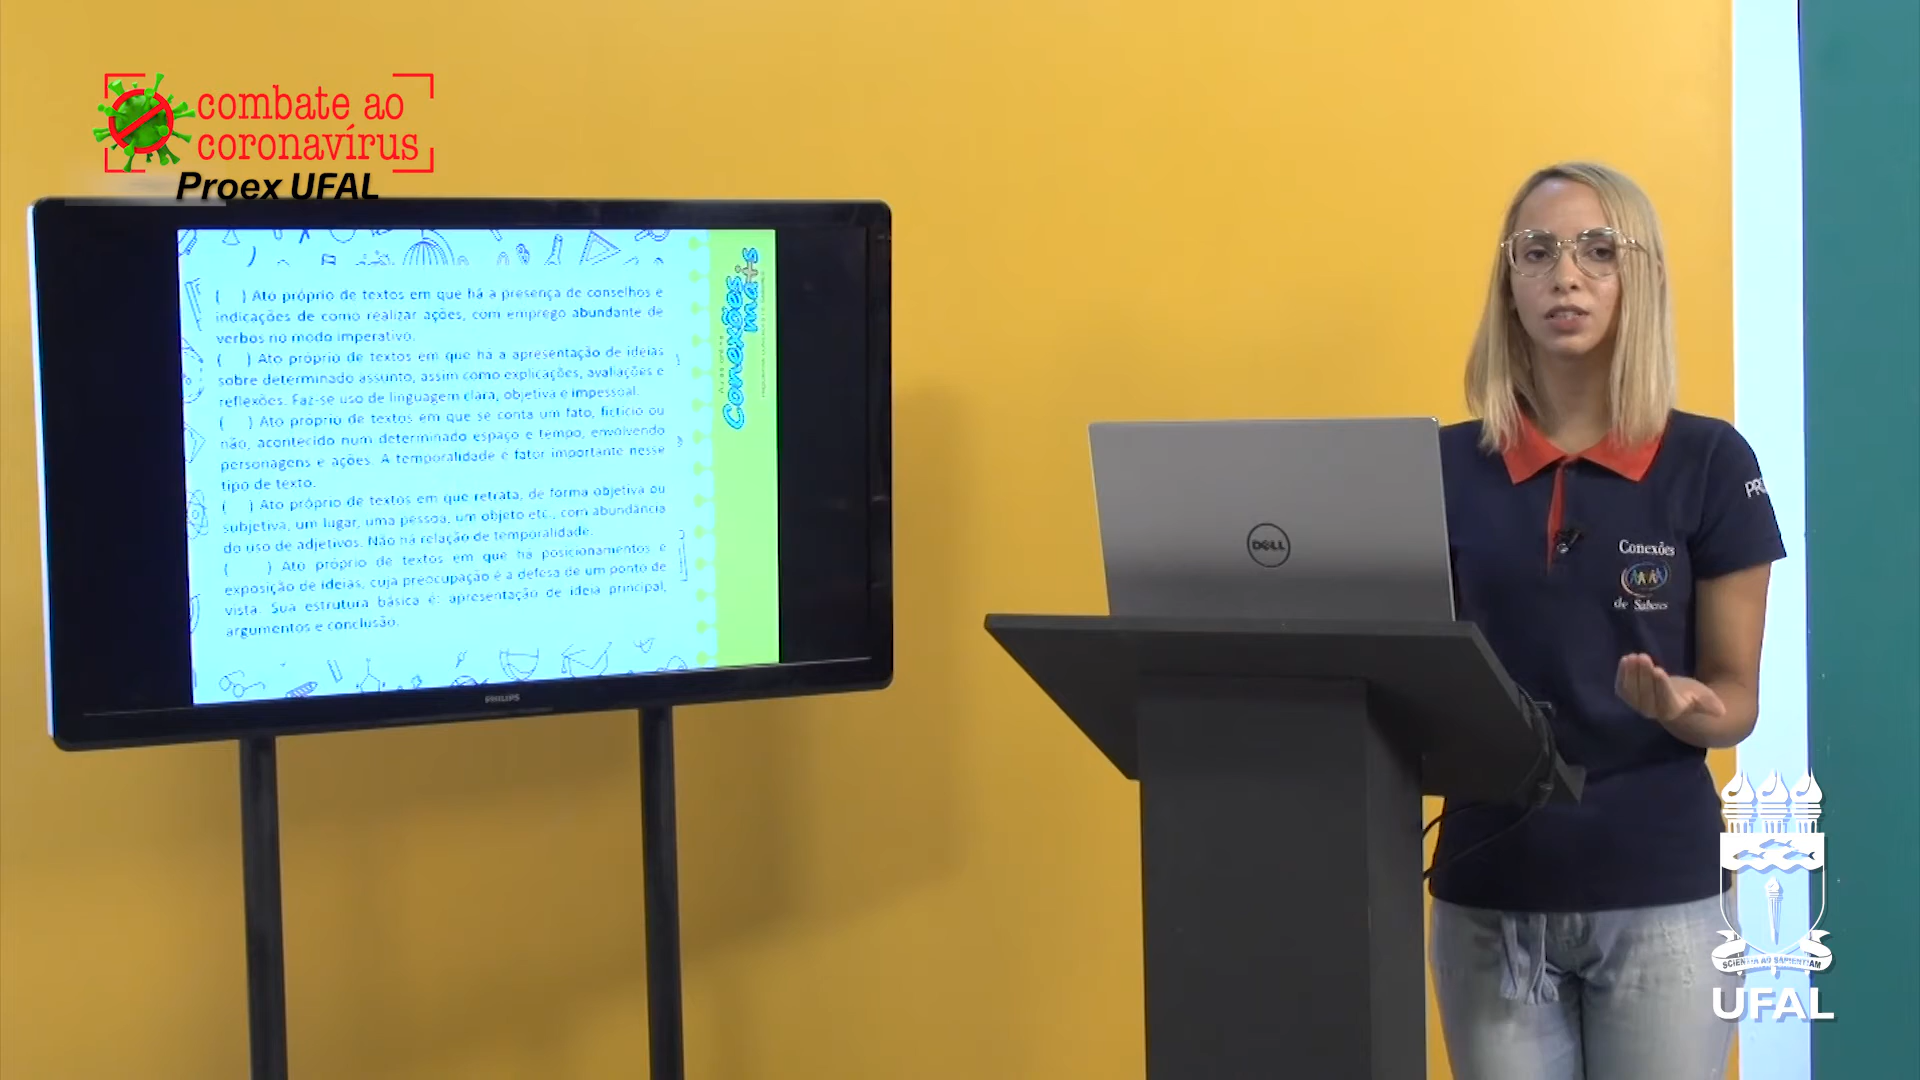 combate ao
coronavírus
Proex UFAL
( ) Ato próprio de textos em que há a presença de conselhos e
indicações de como realizar ações, com emprego abundante de
verbos no modo imperativo.
( ) Ato próprio de textos em que há a apresentação de ideias
sobre determinado assunto, assim como explicações, avaliações e
reflexões. Faz-se uso de linguagem clara, objetiva e impessoal.
( ) Ato próprio de textos em que se conta um fato, fictício ou
não, acontecido num determinado espaço e tempo, envolvendo
personagens e ações. A temporalidade é fator importante nesse
tipo de texto.
( ) Ato próprio de textos em que retrata, de forma objetiva ou
subjetiva, um lugar, uma pessoa, um objeto etc., com abundância
do uso de adjetivos. Não há relação de temporalidade.
( ) Ato próprio de textos em que há posicionamentos e
exposição de ideias, cuja preocupação é a defesa de um ponto de
vista. Sua estrutura básica é: apresentação de ideia principal,
argumentos e conclusão.
Conexões
mais
PHILIPS
DELL
PR
Conexões
de Saberes
SCIENTIA AD SAPIENTIAM
UFAL